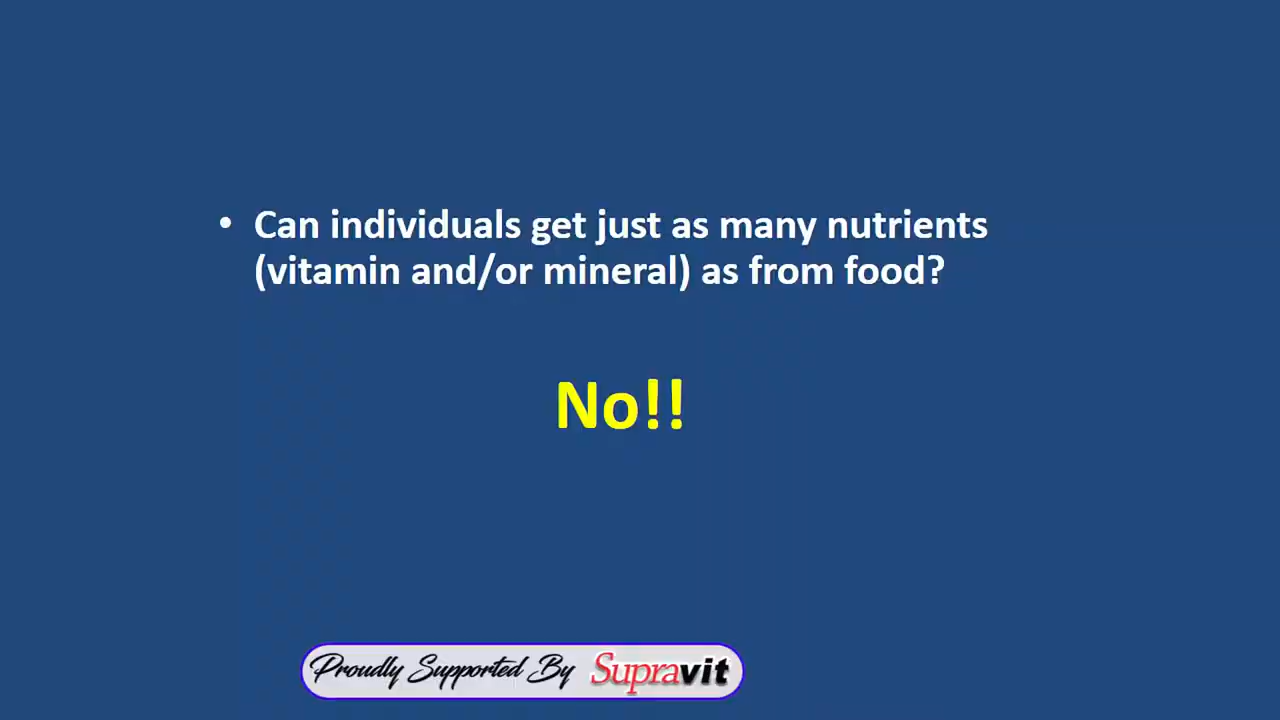 • Can individuals get just as many nutrients
(vitamin and/or mineral) as from food?
No!!
Proudly Supported By Supravit